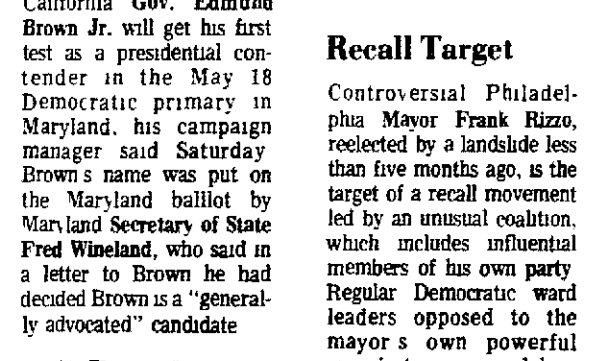 California Gov. Edmund
Brown Jr. will get his first
test as a presidential con-
tender in the May 18
Democratic primary in
Maryland, his campaign
manager said Saturday
Brown s name was put on
the Maryland balllot by
Maryland Secretary of State
Fred Wineland, who said in
a letter to Brown he had
decided Brown is a "general-
ly advocated" candidate
Recall Target
Controversial Philadel-
phia Mayor Frank Rizzo,
reelected by a landslide less
than five months ago, is the
target of a recall movement
led by an unusual coalition,
which includes influential
members of his own party
Regular Democratic ward
leaders opposed to the
mayor s own powerful